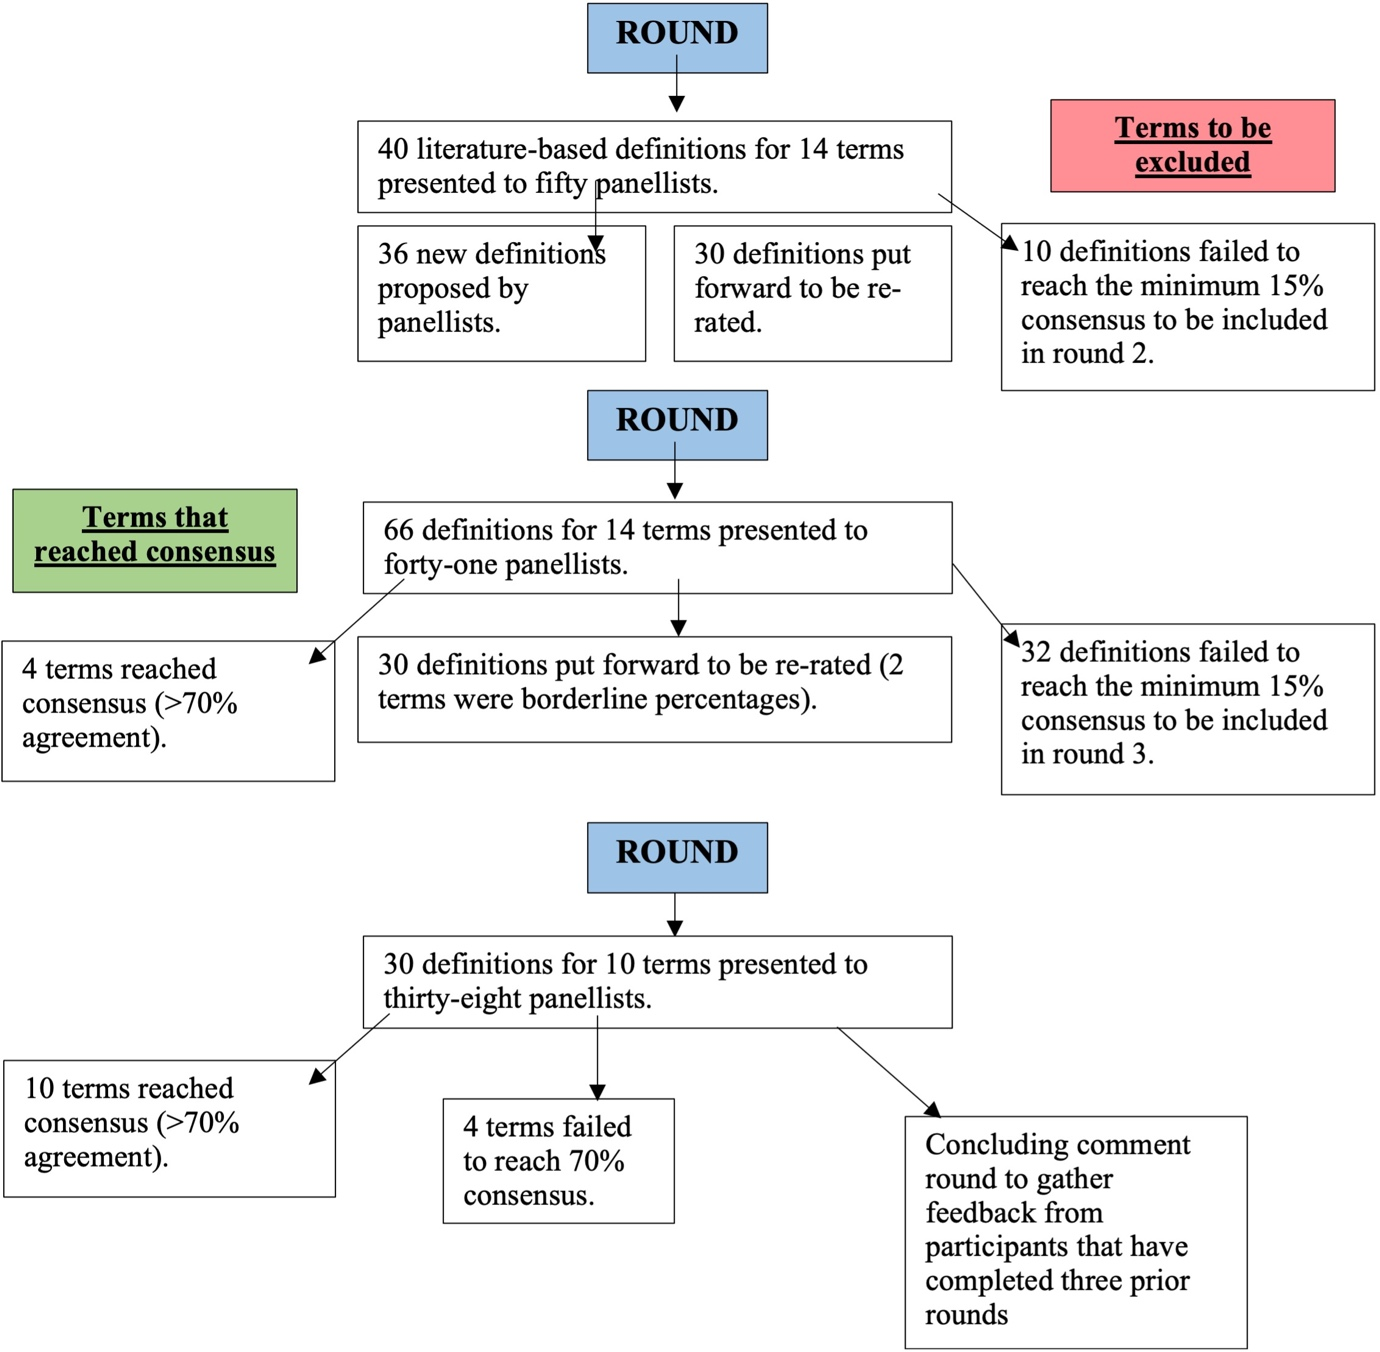 ROUND
40 literature-based definitions for 14 terms
presented to fifty panellists.
Terms to be
excluded
36 new definitions
proposed by
panellists.
30 definitions put
forward to be re-
rated.
10 definitions failed to
reach the minimum 15%
consensus to be included
in round 2.
ROUND
Terms that
reached consensus
66 definitions for 14 terms presented to
forty-one panellists.
4 terms reached
consensus (>70%
agreement).
30 definitions put forward to be re-rated (2
terms were borderline percentages).
32 definitions failed to
reach the minimum 15%
consensus to be included
in round 3.
ROUND
30 definitions for 10 terms presented to
thirty-eight panellists.
10 terms reached
consensus (>70%
agreement).
4 terms failed
to reach 70%
consensus.
Concluding comment
round to gather
feedback from
participants that have
completed three prior
rounds